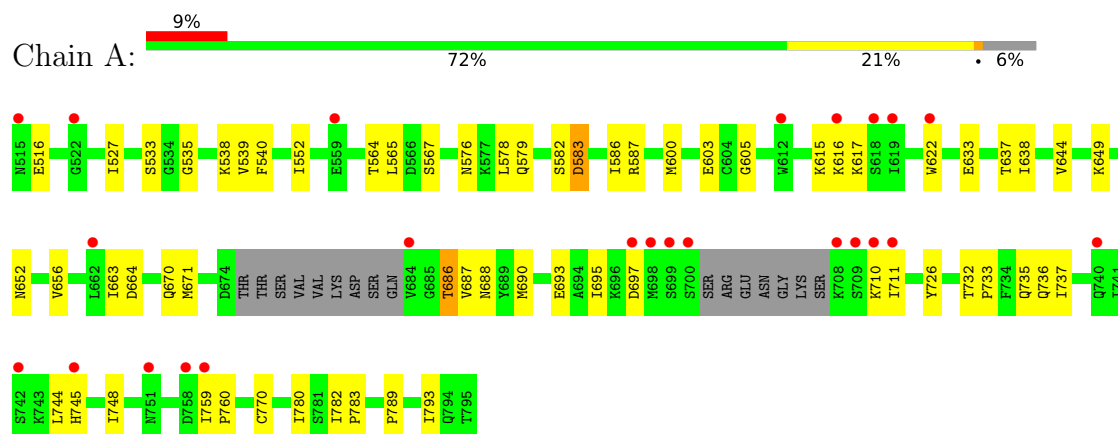 9%
Chain A:
72% 21% • 6%
N515 E516 G522 I527 S533 G534 G535 K538 V539 F540 I552 E559 T564 L565 D566 S567 N576 K577 L578 Q579 S582 D583 I586 R587 M600 E603 C604 G605 W612 K615 K616 K617 S618 I619 W622 E633 T637 I638 V644 K649
N652 V656 L662 I663 D664 Q670 M671 D674 THR THR SER VAL VAL LYS ASP SER GLN V684 G685 T686 V687 N688 Y689 M690 E693 A694 I695 K696 D697 M698 S699 S700 SER ARG GLU ASN GLY LYS SER K708 S709 K710 I711 Y726 T732 P733 F734 Q735 Q736 I737 Q740 I741
S742 K743 L744 H745 I748 N751 D758 I759 P760 C770 I780 S781 I782 P783 P789 I793 Q794 T795